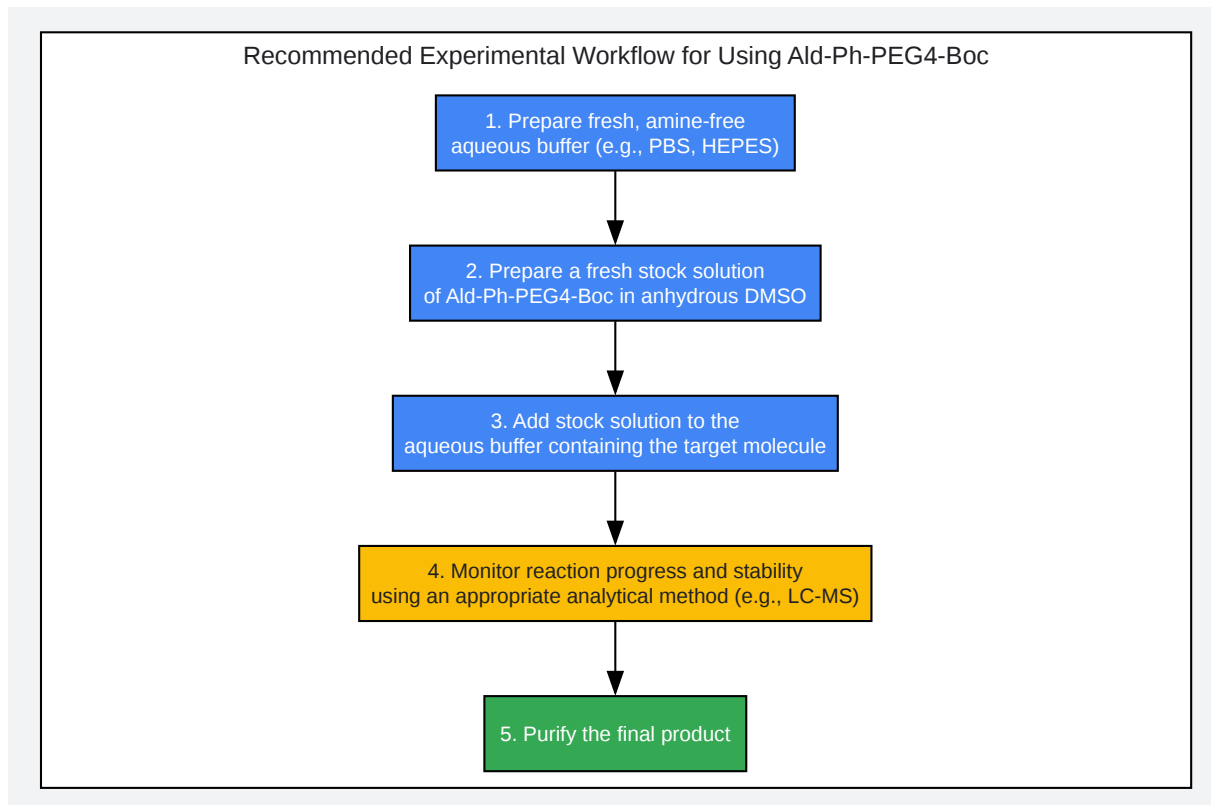 Recommended Experimental Workflow for Using Ald-Ph-PEG4-Boc
1. Prepare fresh, amine-free
aqueous buffer (e.g., PBS, HEPES)
2. Prepare a fresh stock solution
of Ald-Ph-PEG4-Boc in anhydrous DMSO
3. Add stock solution to the
aqueous buffer containing the target molecule
4. Monitor reaction progress and stability
using an appropriate analytical method (e.g., LC-MS)
5. Purify the final product